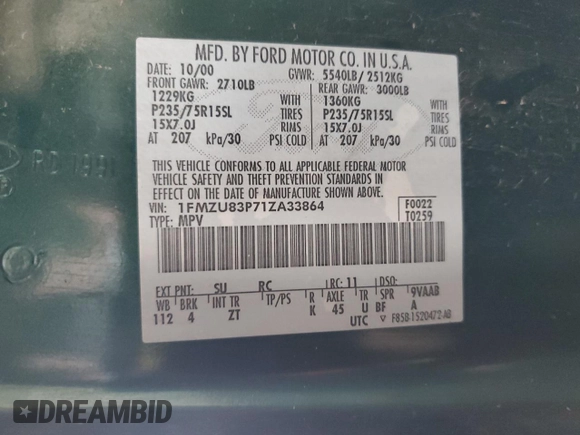 MFD. BY FORD MOTOR CO. IN U.S.A.
DATE: 10/00 GVWR: 5540LB/ 2512KG
FRONT GAWR: 2710LB REAR GAWR: 3000LB
1229KG WITH 1360KG WITH
P235/75R15SL TIRES P235/75R15SL TIRES
15X7.0J RIMS 15X7.0J RIMS
AT 207 kPa/30 PSI COLD AT 207 kPa/30 PSI COLD
THIS VEHICLE CONFORMS TO ALL APPLICABLE FEDERAL MOTOR
VEHICLE SAFETY AND THEFT PREVENTION STANDARDS IN
EFFECT ON THE DATE OF MANUFACTURE SHOWN ABOVE.
VIN: 1FMZU83P71ZA33864 F0022
TYPE: MPV T0259
EXT PNT: SU RC RC: 11 DSO:
WB BRK INT TR TP/PS R AXLE TR SPR 9VAAB
112 4 ZT K 45 U BF A
UTC F85B-1520472-AB
DREAMBID